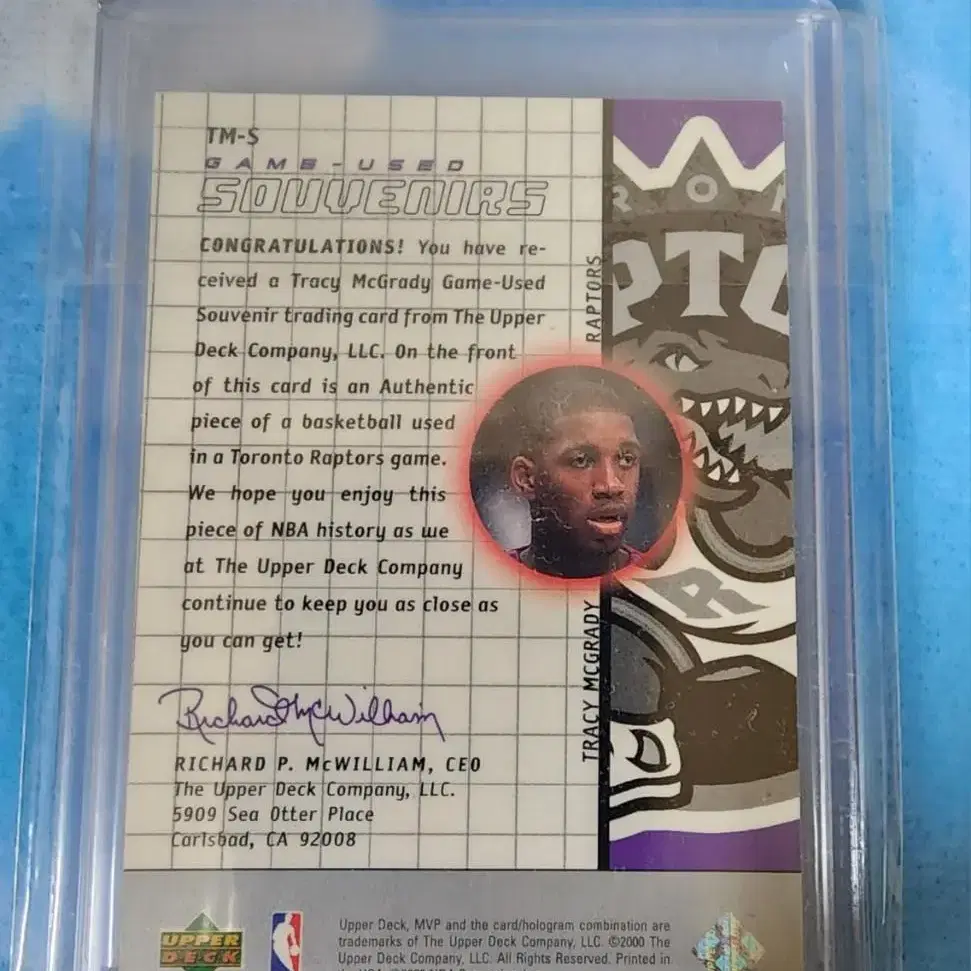 TM-S
GAME-USED
SOUVENIRS
CONGRATULATIONS! You have re-
ceived a Tracy McGrady Game-Used
Souvenir trading card from The Upper
Deck Company, LLC. On the front
of this card is an Authentic
piece of a basketball used
in a Toronto Raptors game.
We hope you enjoy this
piece of NBA history as we
at The Upper Deck Company
continue to keep you as close as
you can get!
Richard McWilliam
RICHARD P. McWILLIAM, CEO
The Upper Deck Company, LLC.
5909 Sea Otter Place
Carlsbad, CA 92008
RAPTORS
TRACY MCGRADY
RON
PTO
R
UPPER
DECK
Upper Deck, MVP and the card/hologram combination are
trademarks of The Upper Deck Company, LLC. ©2000 The
Upper Deck Company, LLC. All Rights Reserved. Printed in